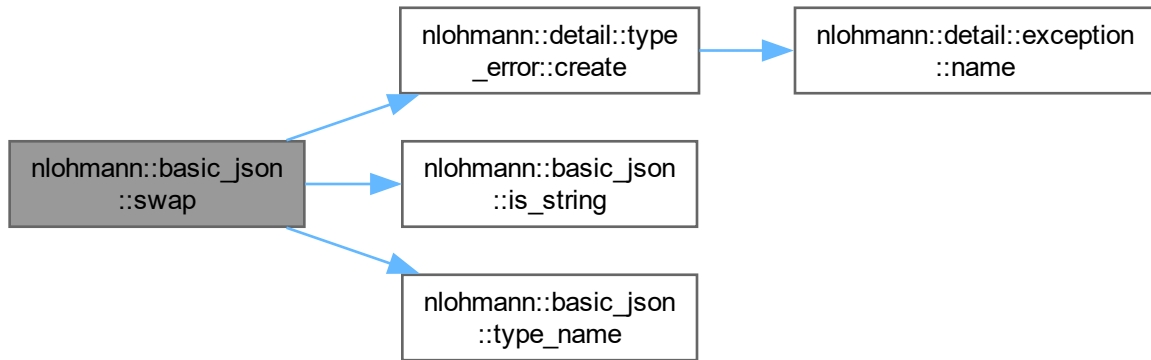 nlohmann::basic_json
::swap
nlohmann::detail::type
_error::create
nlohmann::detail::exception
::name
nlohmann::basic_json
::is_string
nlohmann::basic_json
::type_name